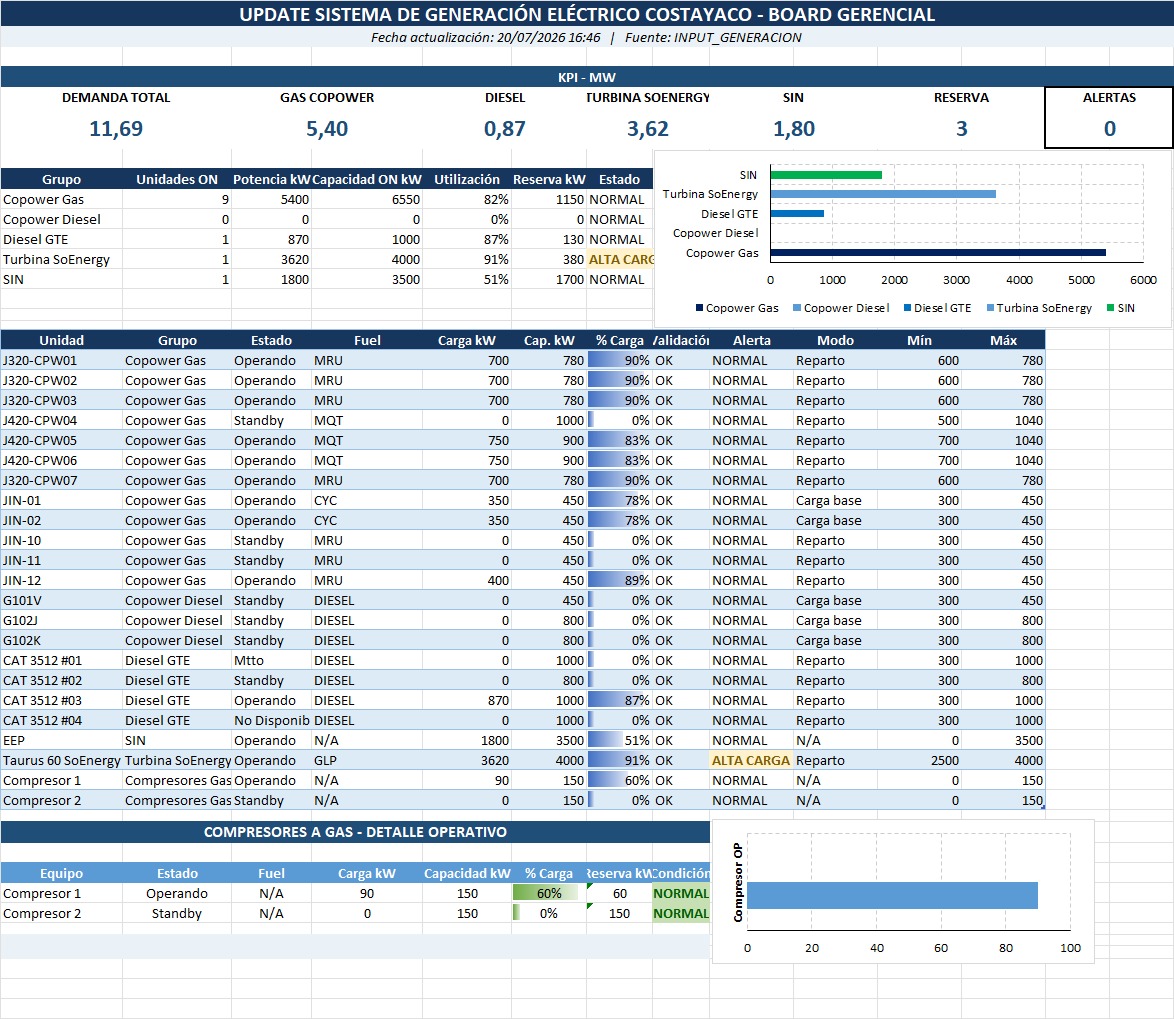 UPDATE SISTEMA DE GENERACIÓN ELÉCTRICO COSTAYACO - BOARD GERENCIAL
Fecha actualización: 20/07/2026 16:46 | Fuente: INPUT_GENERACION
KPI - MW
DEMANDA TOTAL GAS COPOWER DIESEL TURBINA SOENERGY SIN RESERVA ALERTAS
11,69 5,40 0,87 3,62 1,80 3 0
Grupo Unidades ON Potencia kW Capacidad ON kW Utilización Reserva kW Estado
Copower Gas 9 5400 6550 82% 1150 NORMAL
Copower Diesel 0 0 0 0% 0 NORMAL
Diesel GTE 1 870 1000 87% 130 NORMAL
Turbina SoEnergy 1 3620 4000 91% 380 ALTA CARG
SIN 1 1800 3500 51% 1700 NORMAL
SIN
Turbina SoEnergy
Diesel GTE
Copower Diesel
Copower Gas
0 1000 2000 3000 4000 5000 6000
Copower Gas Copower Diesel Diesel GTE Turbina SoEnergy SIN
Unidad Grupo Estado Fuel Carga kW Cap. kW % Carga Validación Alerta Modo Mín Máx
J320-CPW01 Copower Gas Operando MRU 700 780 90% OK NORMAL Reparto 600 780
J320-CPW02 Copower Gas Operando MRU 700 780 90% OK NORMAL Reparto 600 780
J320-CPW03 Copower Gas Operando MRU 700 780 90% OK NORMAL Reparto 600 780
J420-CPW04 Copower Gas Standby MQT 0 1000 0% OK NORMAL Reparto 500 1040
J420-CPW05 Copower Gas Operando MQT 750 900 83% OK NORMAL Reparto 700 1040
J420-CPW06 Copower Gas Operando MQT 750 900 83% OK NORMAL Reparto 700 1040
J320-CPW07 Copower Gas Operando MRU 700 780 90% OK NORMAL Reparto 600 780
JIN-01 Copower Gas Operando CYC 350 450 78% OK NORMAL Carga base 300 450
JIN-02 Copower Gas Operando CYC 350 450 78% OK NORMAL Carga base 300 450
JIN-10 Copower Gas Standby MRU 0 450 0% OK NORMAL Reparto 300 450
JIN-11 Copower Gas Standby MRU 0 450 0% OK NORMAL Reparto 300 450
JIN-12 Copower Gas Operando MRU 400 450 89% OK NORMAL Reparto 300 450
G101V Copower Diesel Standby DIESEL 0 450 0% OK NORMAL Carga base 300 450
G102J Copower Diesel Standby DIESEL 0 800 0% OK NORMAL Carga base 300 800
G102K Copower Diesel Standby DIESEL 0 800 0% OK NORMAL Carga base 300 800
CAT 3512 #01 Diesel GTE Mtto DIESEL 0 1000 0% OK NORMAL Reparto 300 1000
CAT 3512 #02 Diesel GTE Standby DIESEL 0 800 0% OK NORMAL Reparto 300 800
CAT 3512 #03 Diesel GTE Operando DIESEL 870 1000 87% OK NORMAL Reparto 300 1000
CAT 3512 #04 Diesel GTE No Disponib DIESEL 0 1000 0% OK NORMAL Reparto 300 1000
EEP SIN Operando N/A 1800 3500 51% OK NORMAL N/A 0 3500
Taurus 60 SoEnergy Turbina SoEnergy Operando GLP 3620 4000 91% OK ALTA CARGA Reparto 2500 4000
Compresor 1 Compresores Gas Operando N/A 90 150 60% OK NORMAL N/A 0 150
Compresor 2 Compresores Gas Standby N/A 0 150 0% OK NORMAL N/A 0 150
COMPRESORES A GAS - DETALLE OPERATIVO
Equipo Estado Fuel Carga kW Capacidad kW % Carga Reserva kW Condición
Compresor 1 Operando N/A 90 150 60% 60 NORMAL
Compresor 2 Standby N/A 0 150 0% 150 NORMAL
Compresor OP
0 20 40 60 80 100